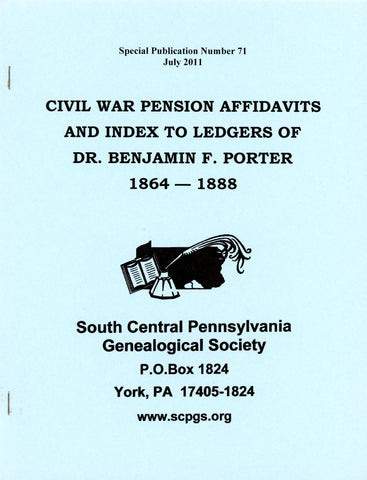 Special Publication Number 71
July 2011
CIVIL WAR PENSION AFFIDAVITS
AND INDEX TO LEDGERS OF
DR. BENJAMIN F. PORTER
1864 — 1888
South Central Pennsylvania
Genealogical Society
P.O.Box 1824
York, PA 17405-1824
www.scpgs.org